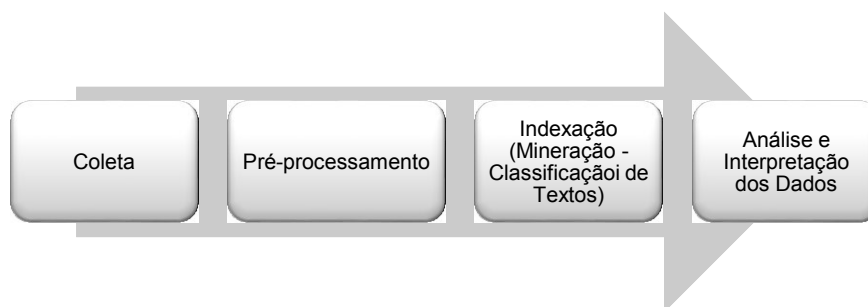 Coleta
Pré-processamento
Indexação
(Mineração -
Classificaçãoi de
Textos)
Análise e
Interpretação
dos Dados